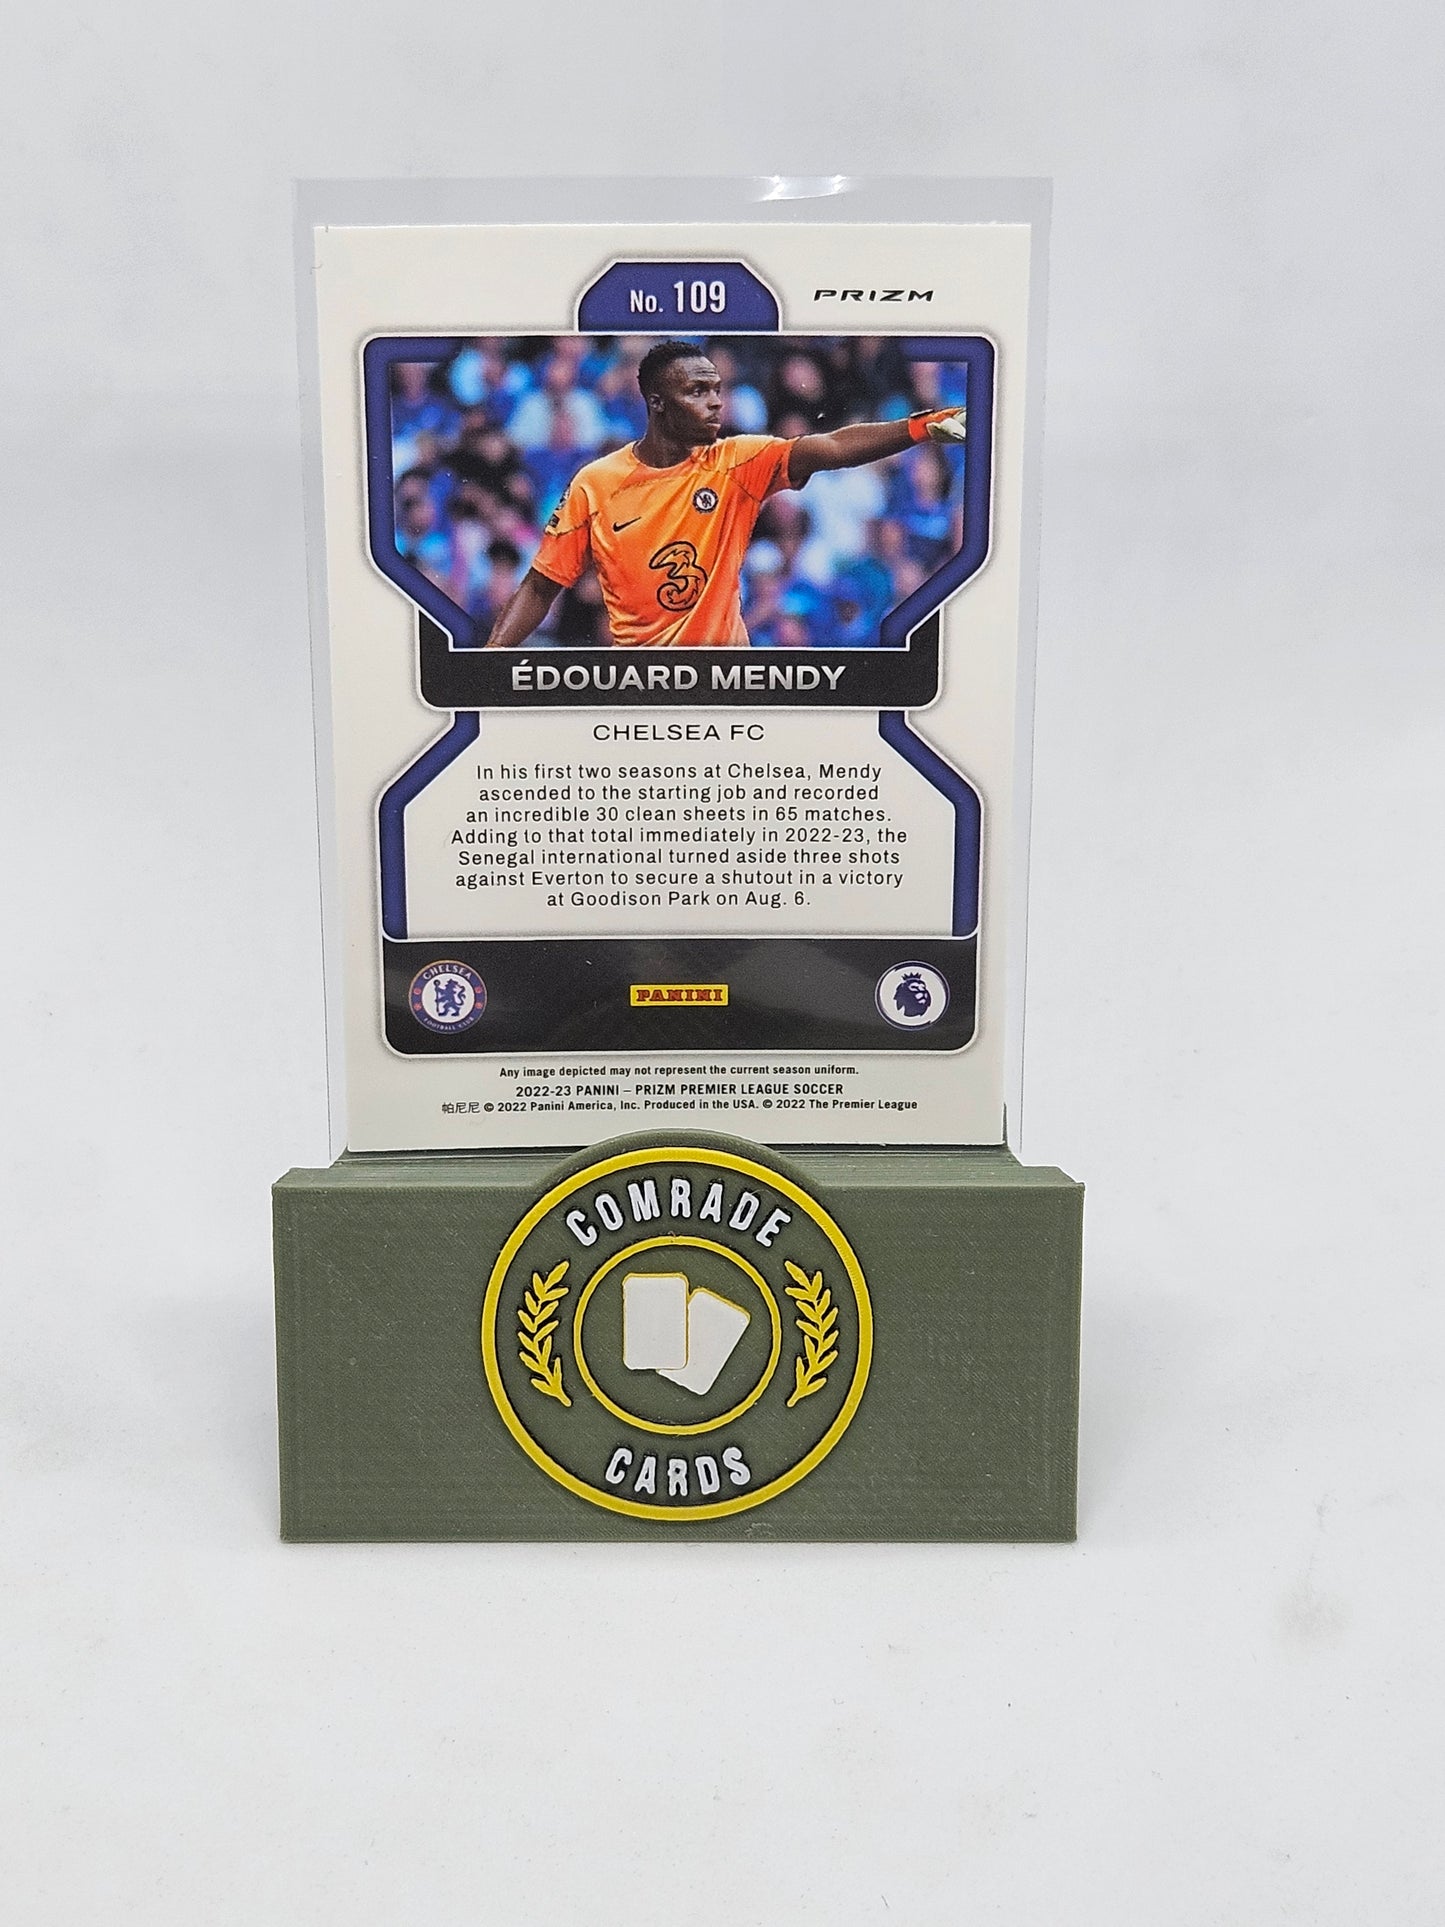 No. 109
PRIZM
3
ÉDOUARD MENDY
CHELSEA FC
In his first two seasons at Chelsea, Mendy
ascended to the starting job and recorded
an incredible 30 clean sheets in 65 matches.
Adding to that total immediately in 2022-23, the
Senegal international turned aside three shots
against Everton to secure a shutout in a victory
at Goodison Park on Aug. 6.
CHELSEA
FOOTBALL CLUB
PANINI
Any image depicted may not represent the current season uniform.
2022-23 PANINI – PRIZM PREMIER LEAGUE SOCCER
帕尼尼 © 2022 Panini America, Inc. Produced in the USA. © 2022 The Premier League
COMRADE
CARDS